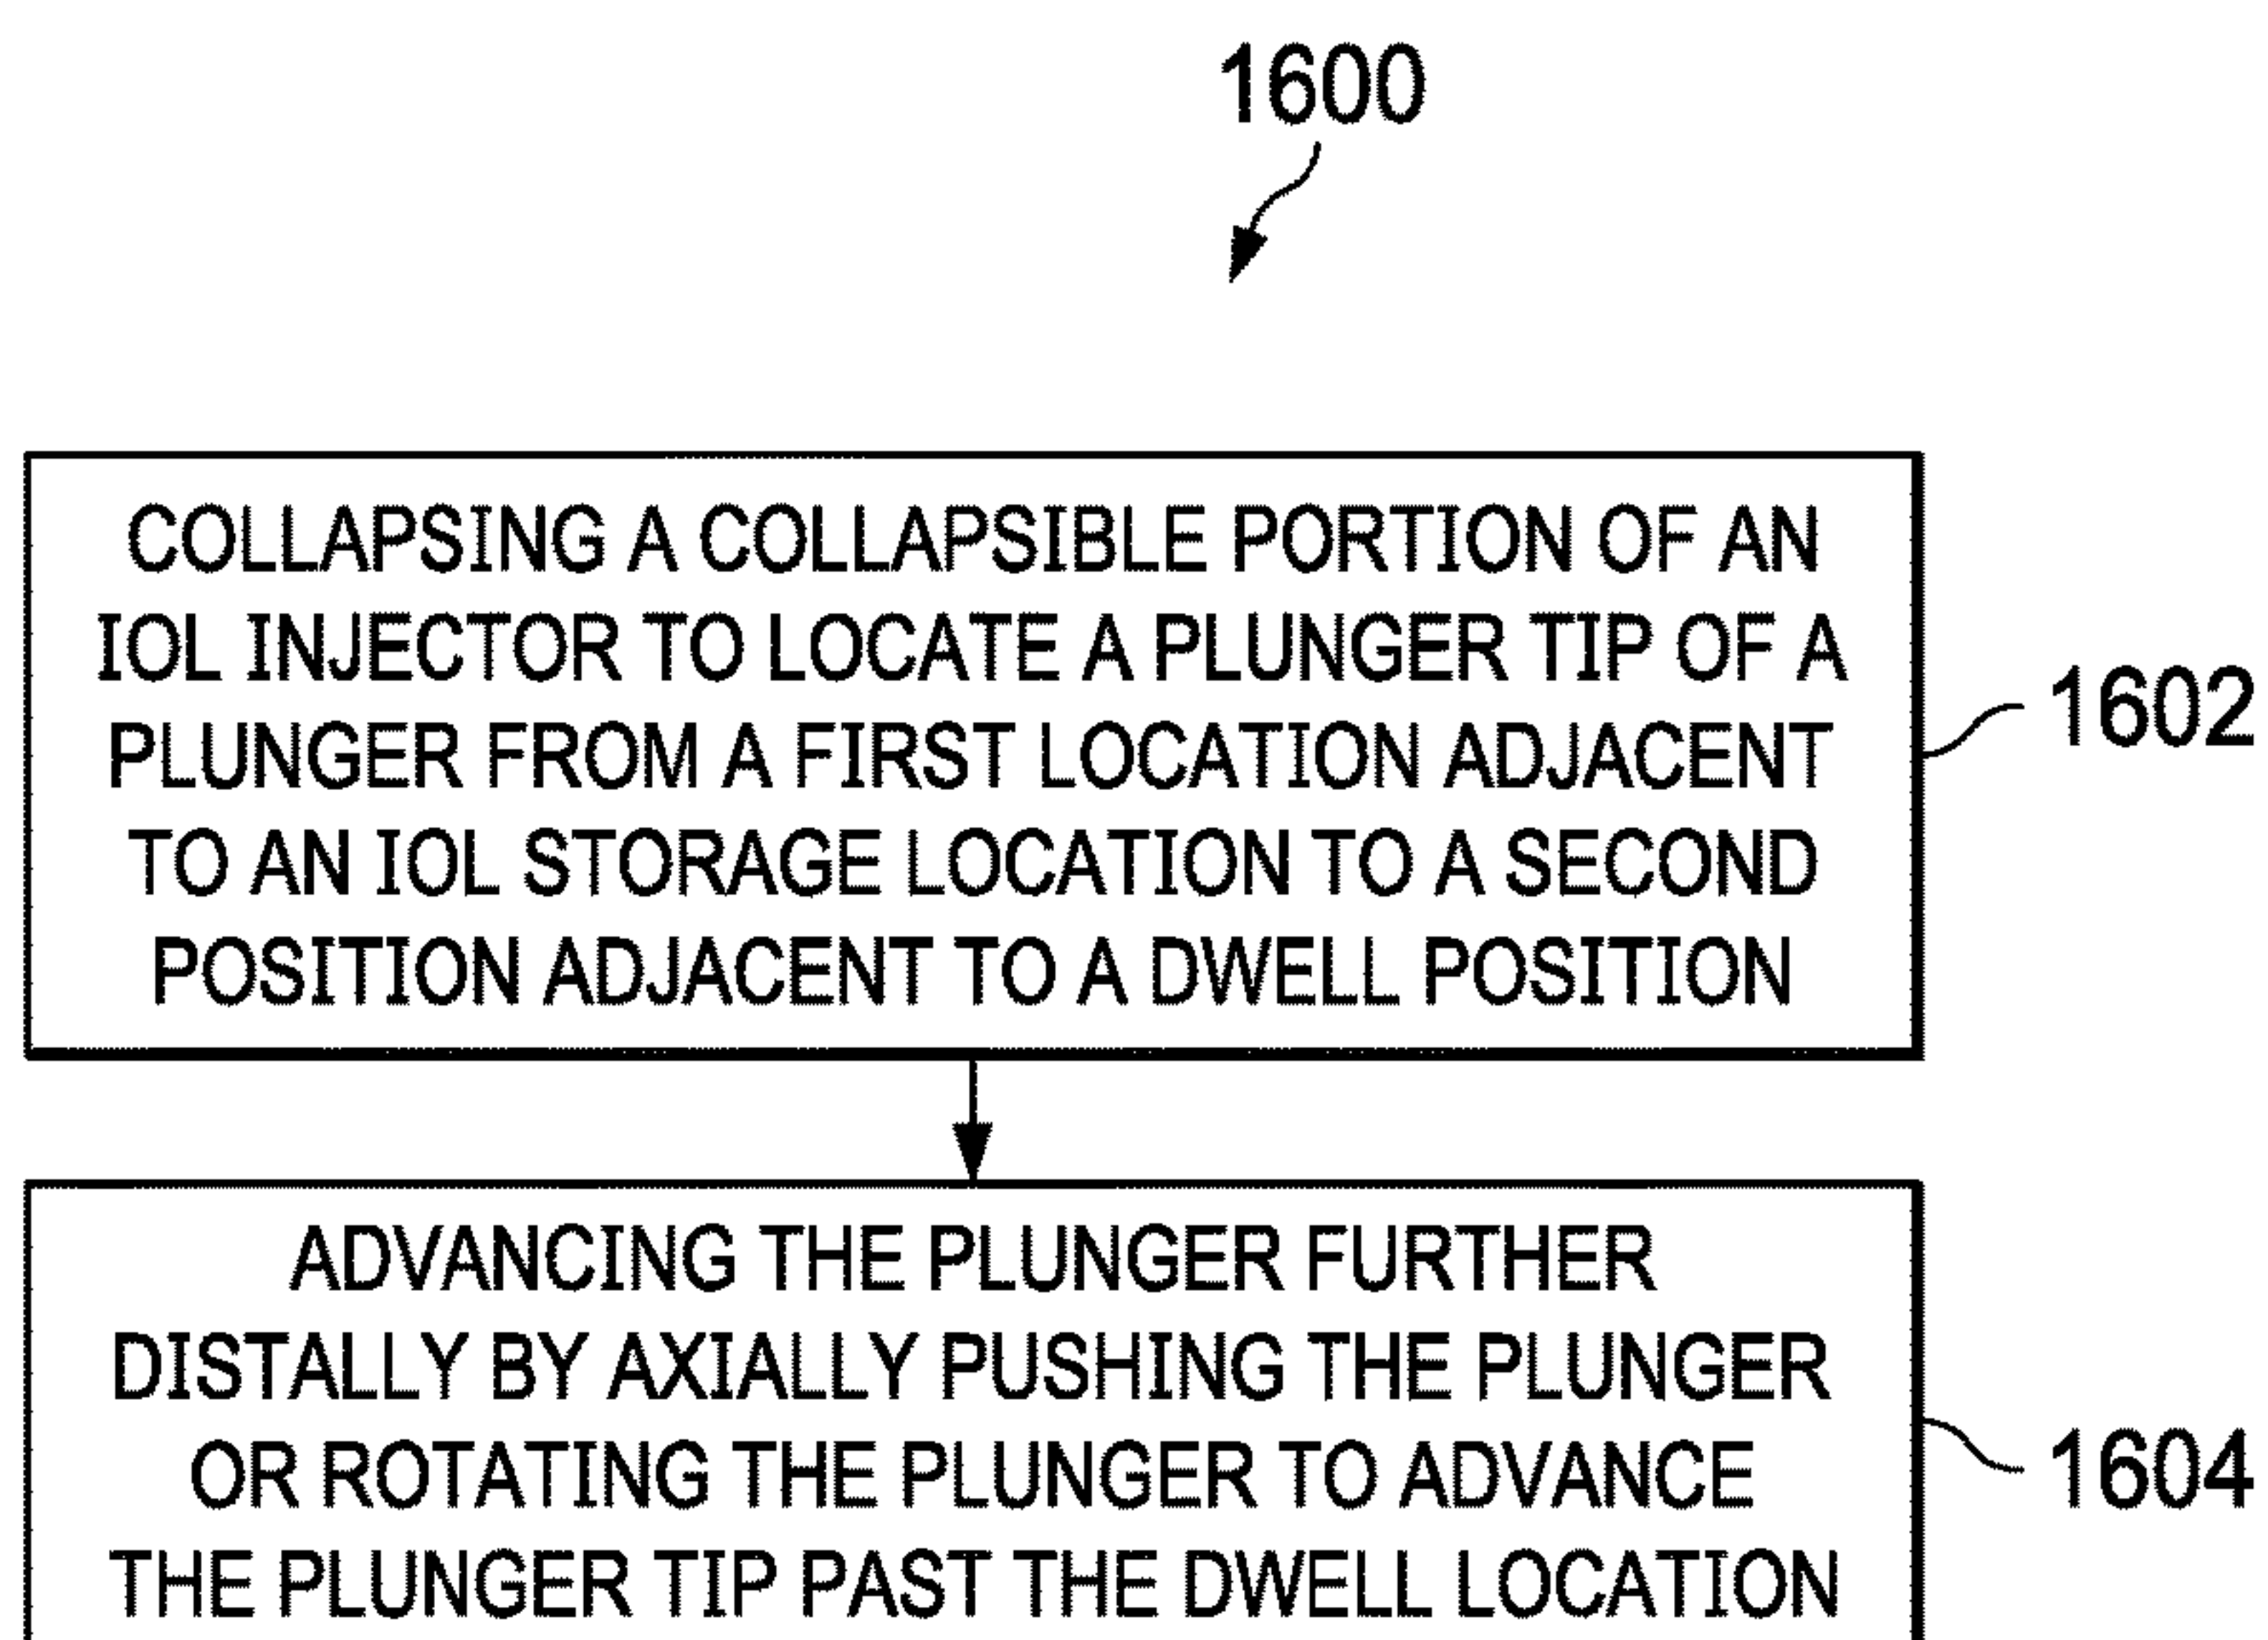 1600
COLLAPSING A COLLAPSIBLE PORTION OF AN
IOL INJECTOR TO LOCATE A PLUNGER TIP OF A
PLUNGER FROM A FIRST LOCATION ADJACENT
TO AN IOL STORAGE LOCATION TO A SECOND
POSITION ADJACENT TO A DWELL POSITION
1602
ADVANCING THE PLUNGER FURTHER
DISTALLY BY AXIALLY PUSHING THE PLUNGER
OR ROTATING THE PLUNGER TO ADVANCE
THE PLUNGER TIP PAST THE DWELL LOCATION
1604